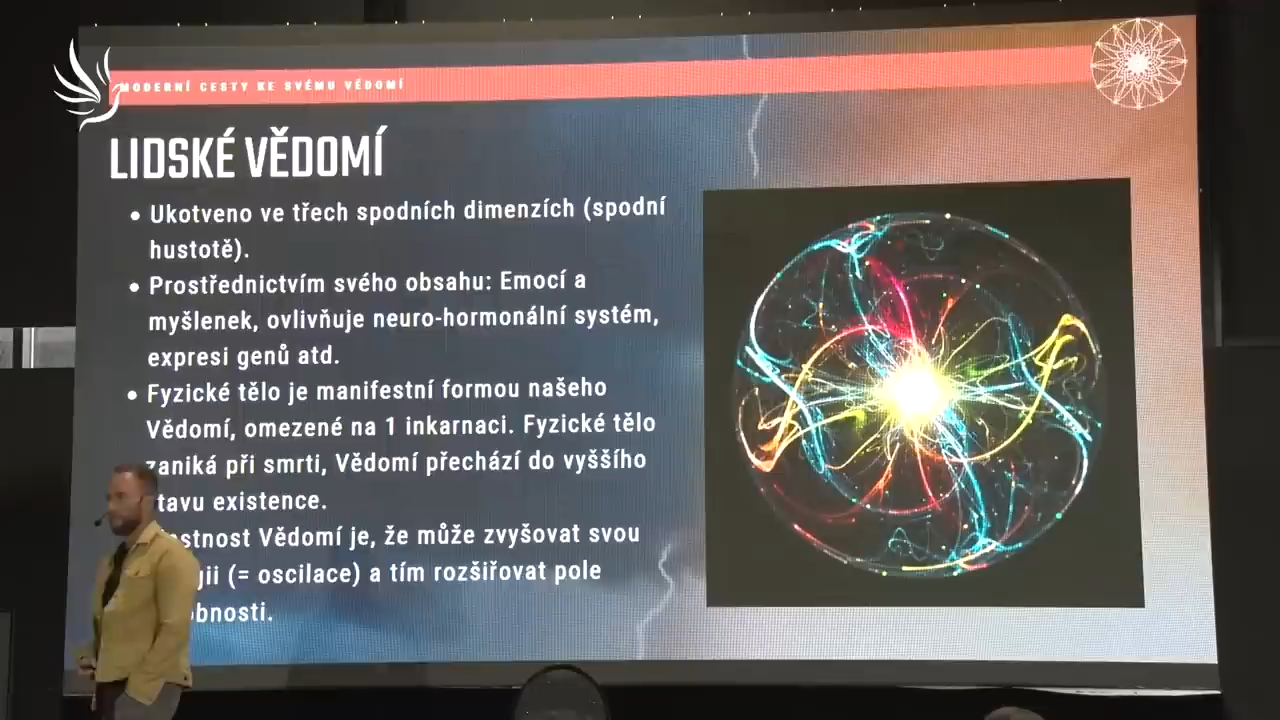 MODERNÍ CESTY KE SVÉMU VĚDOMÍ
LIDSKÉ VĚDOMÍ
• Ukotveno ve třech spodních dimenzích (spodní
hustotě).
• Prostřednictvím svého obsahu: Emocí a
myšlenek, ovlivňuje neuro-hormonální systém,
expresi genů atd.
• Fyzické tělo je manifestní formou našeho
Vědomí, omezené na 1 inkarnaci. Fyzické tělo
zaniká při smrti, Vědomí přechází do vyššího
tavu existence.
Vědomí je, že může zvyšovat svou
(= oscilace) a tím rozšiřovat pole